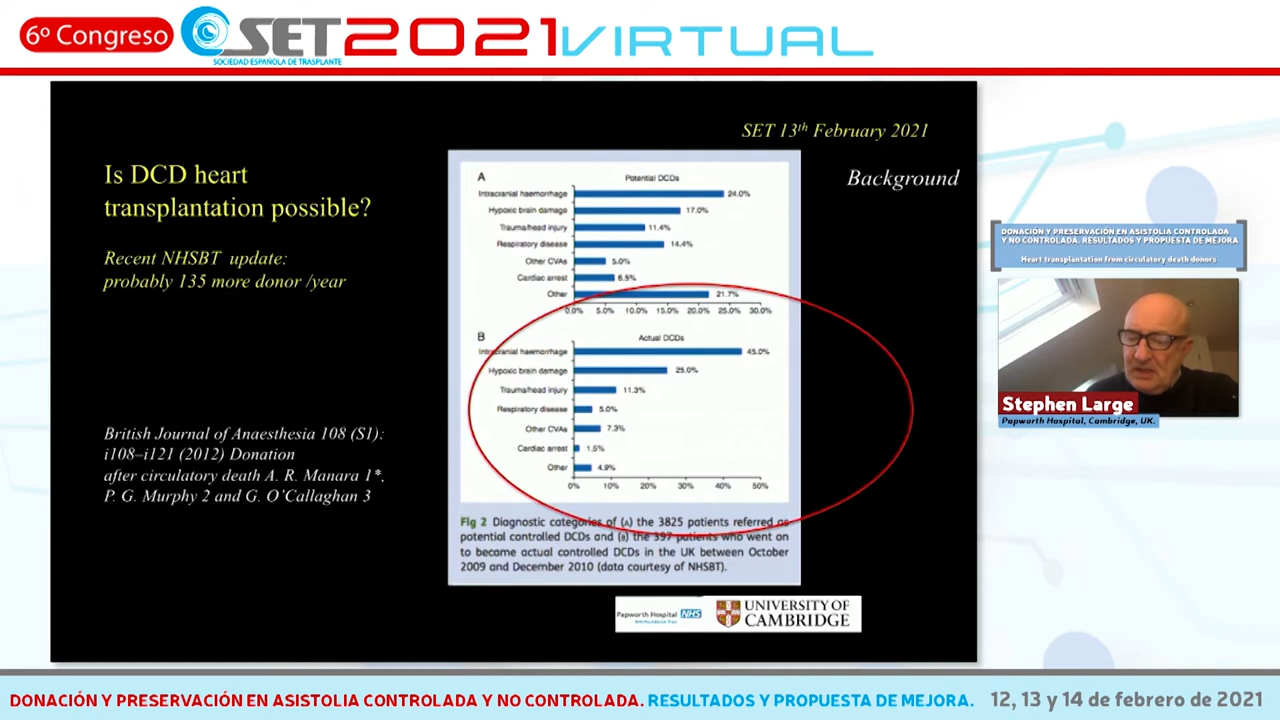 6º Congreso
SET 2021 VIRTUAL
SOCIEDAD ESPAÑOLA DE TRASPLANTE
SET 13th February 2021
Background
Is DCD heart
transplantation possible?
Recent NHSBT update:
probably 135 more donor /year
British Journal of Anaesthesia 108 (S1):
i108–i121 (2012) Donation
after circulatory death A. R. Manara 1*,
P. G. Murphy 2 and G. O'Callaghan 3
A
Potential DCDs
Intracranial haemorrhage 24.0%
Hypoxic brain damage 17.0%
Trauma/head injury 11.4%
Respiratory disease 14.4%
Other CVAs 5.0%
Cardiac arrest 6.5%
Other 21.7%
0.0% 5.0% 10.0% 15.0% 20.0% 25.0% 30.0%
B
Actual DCDs
Intracranial haemorrhage 45.0%
Hypoxic brain damage 25.0%
Trauma/head injury 11.3%
Respiratory disease 5.0%
Other CVAs 7.3%
Cardiac arrest 1.5%
Other 4.9%
0% 10% 20% 30% 40% 50%
Fig 2 Diagnostic categories of (A) the 3825 patients referred as
potential controlled DCDs and (B) the 397 patients who went on
to become actual controlled DCDs in the UK between October
2009 and December 2010 (data courtesy of NHSBT).
Papworth Hospital NHS
UNIVERSITY OF
CAMBRIDGE
DONACIÓN Y PRESERVACIÓN EN ASISTOLIA CONTROLADA
Y NO CONTROLADA. RESULTADOS Y PROPUESTA DE MEJORA
Heart transplantation from circulatory death donors
Stephen Large
Papworth Hospital, Cambridge, UK.
DONACIÓN Y PRESERVACIÓN EN ASISTOLIA CONTROLADA Y NO CONTROLADA. RESULTADOS Y PROPUESTA DE MEJORA. 12, 13 y 14 de febrero de 2021